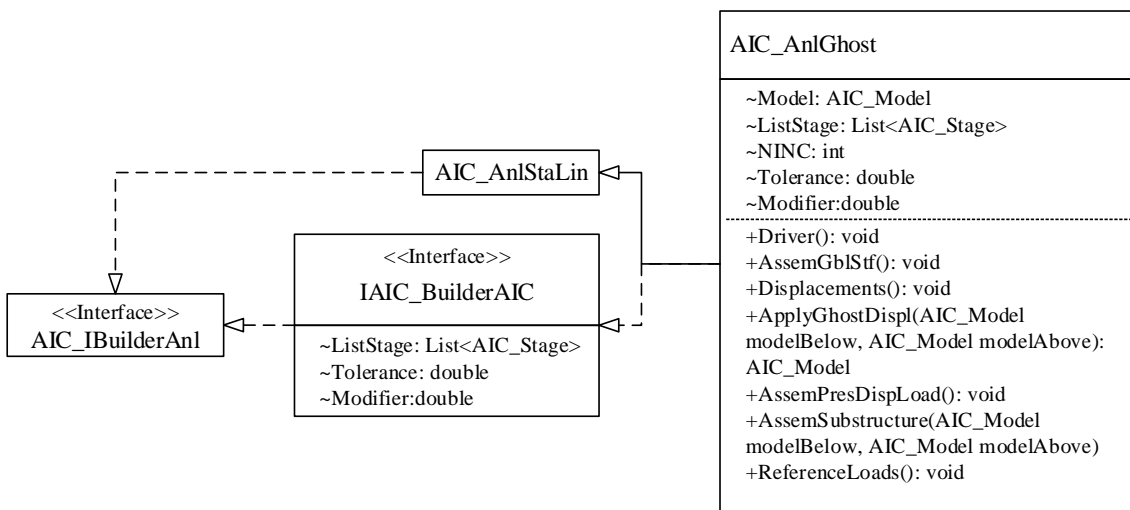 AIC_AnlGhost
~Model: AIC_Model
~ListStage: List<AIC_Stage>
~NINC: int
~Tolerance: double
~Modifier:double
+Driver(): void
+AssemGblStf(): void
+Displacements(): void
+ApplyGhostDispl(AIC_Model
modelBelow, AIC_Model modelAbove):
AIC_Model
+AssemPresDispLoad(): void
+AssemSubstructure(AIC_Model
modelBelow, AIC_Model modelAbove)
+ReferenceLoads(): void
AIC_AnlStaLin
<<Interface>>
IAIC_BuilderAIC
~ListStage: List<AIC_Stage>
~Tolerance: double
~Modifier:double
<<Interface>>
AIC_IBuilderAnl